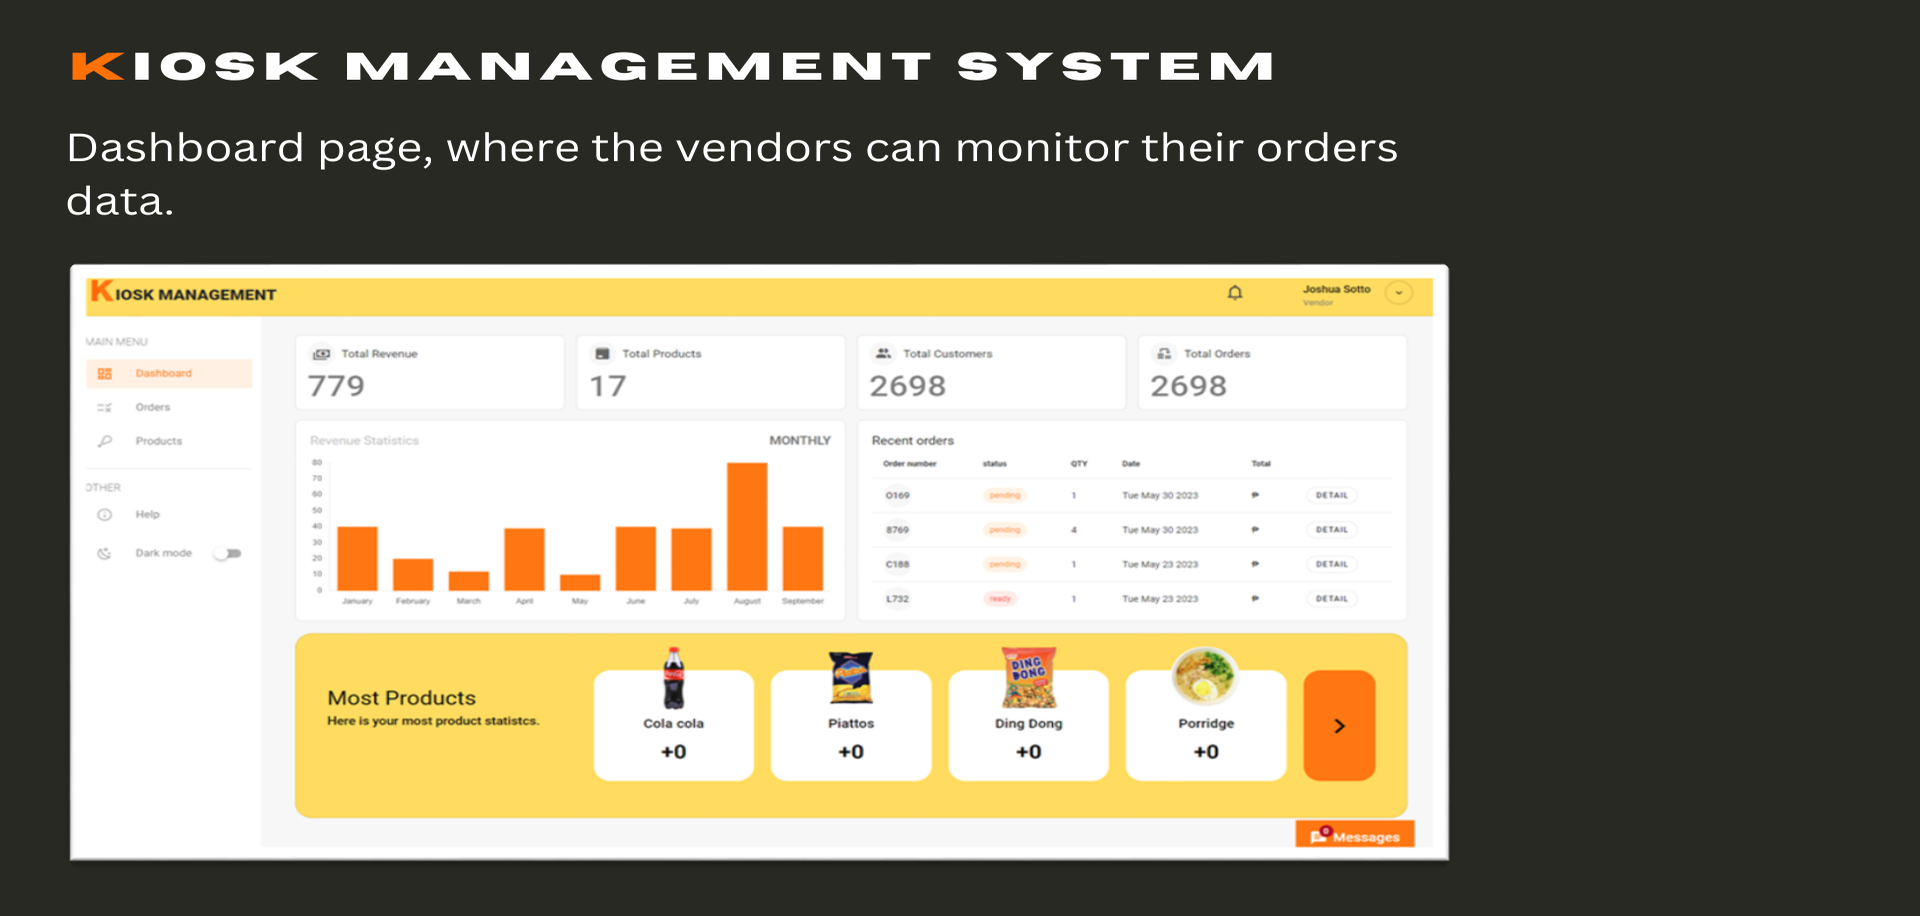 KIOSK MANAGEMENT SYSTEM
Dashboard page, where the vendors can monitor their orders
data.
KIOSK MANAGEMENT
Joshua Sotto
Vendor
MAIN MENU
Dashboard
Orders
Products
OTHER
Help
Dark mode
Total Revenue
779
Total Products
17
Total Customers
2698
Total Orders
2698
Revenue Statistics MONTHLY
80
70
60
50
40
30
20
10
0
January February March April May June July August September
Recent orders
Order number status QTY Date Total
O169 pending 1 Tue May 30 2023 ₱ DETAIL
8769 pending 4 Tue May 30 2023 ₱ DETAIL
C188 pending 1 Tue May 23 2023 ₱ DETAIL
L732 ready 1 Tue May 23 2023 ₱ DETAIL
Most Products
Here is your most product statistcs.
Cola cola
+0
Piattos
+0
DING
DONG
Ding Dong
+0
Porridge
+0
0
Messages